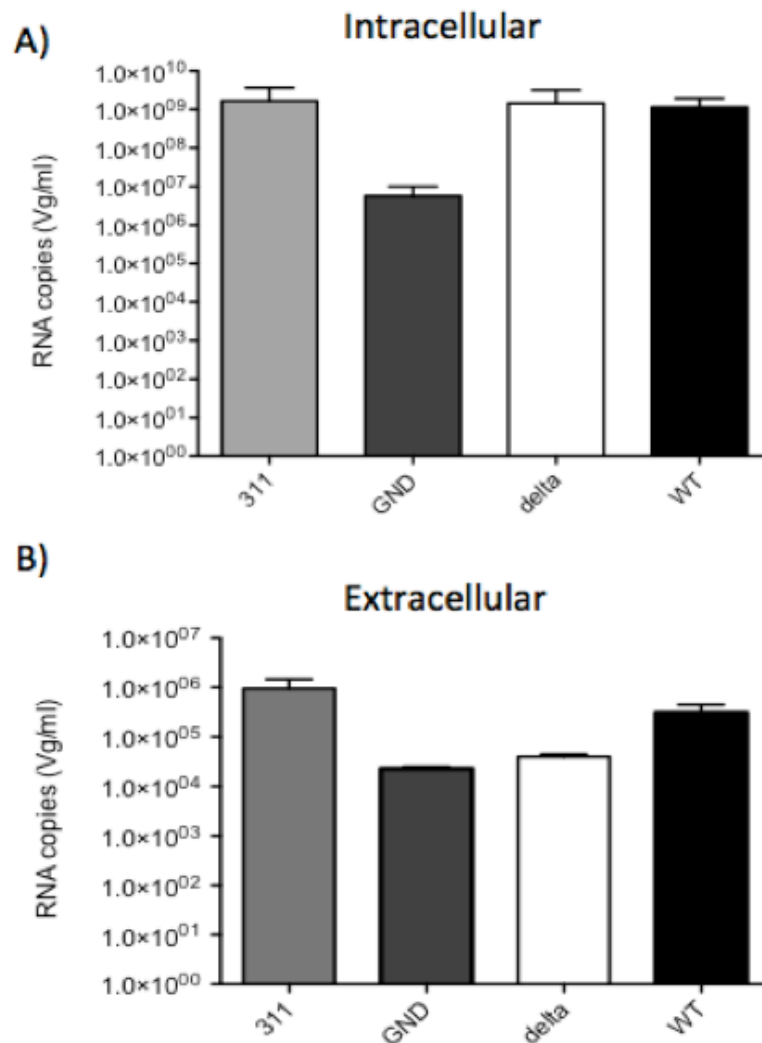 A)
Intracellular
RNA copies (Vg/ml)
1.0×10¹⁰
1.0×10⁰⁹
1.0×10⁰⁸
1.0×10⁰⁷
1.0×10⁰⁶
1.0×10⁰⁵
1.0×10⁰⁴
1.0×10⁰³
1.0×10⁰²
1.0×10⁰¹
1.0×10⁰⁰
311 GND delta WT
B)
Extracellular
RNA copies (Vg/ml)
1.0×10⁰⁷
1.0×10⁰⁶
1.0×10⁰⁵
1.0×10⁰⁴
1.0×10⁰³
1.0×10⁰²
1.0×10⁰¹
1.0×10⁰⁰
311 GND delta WT